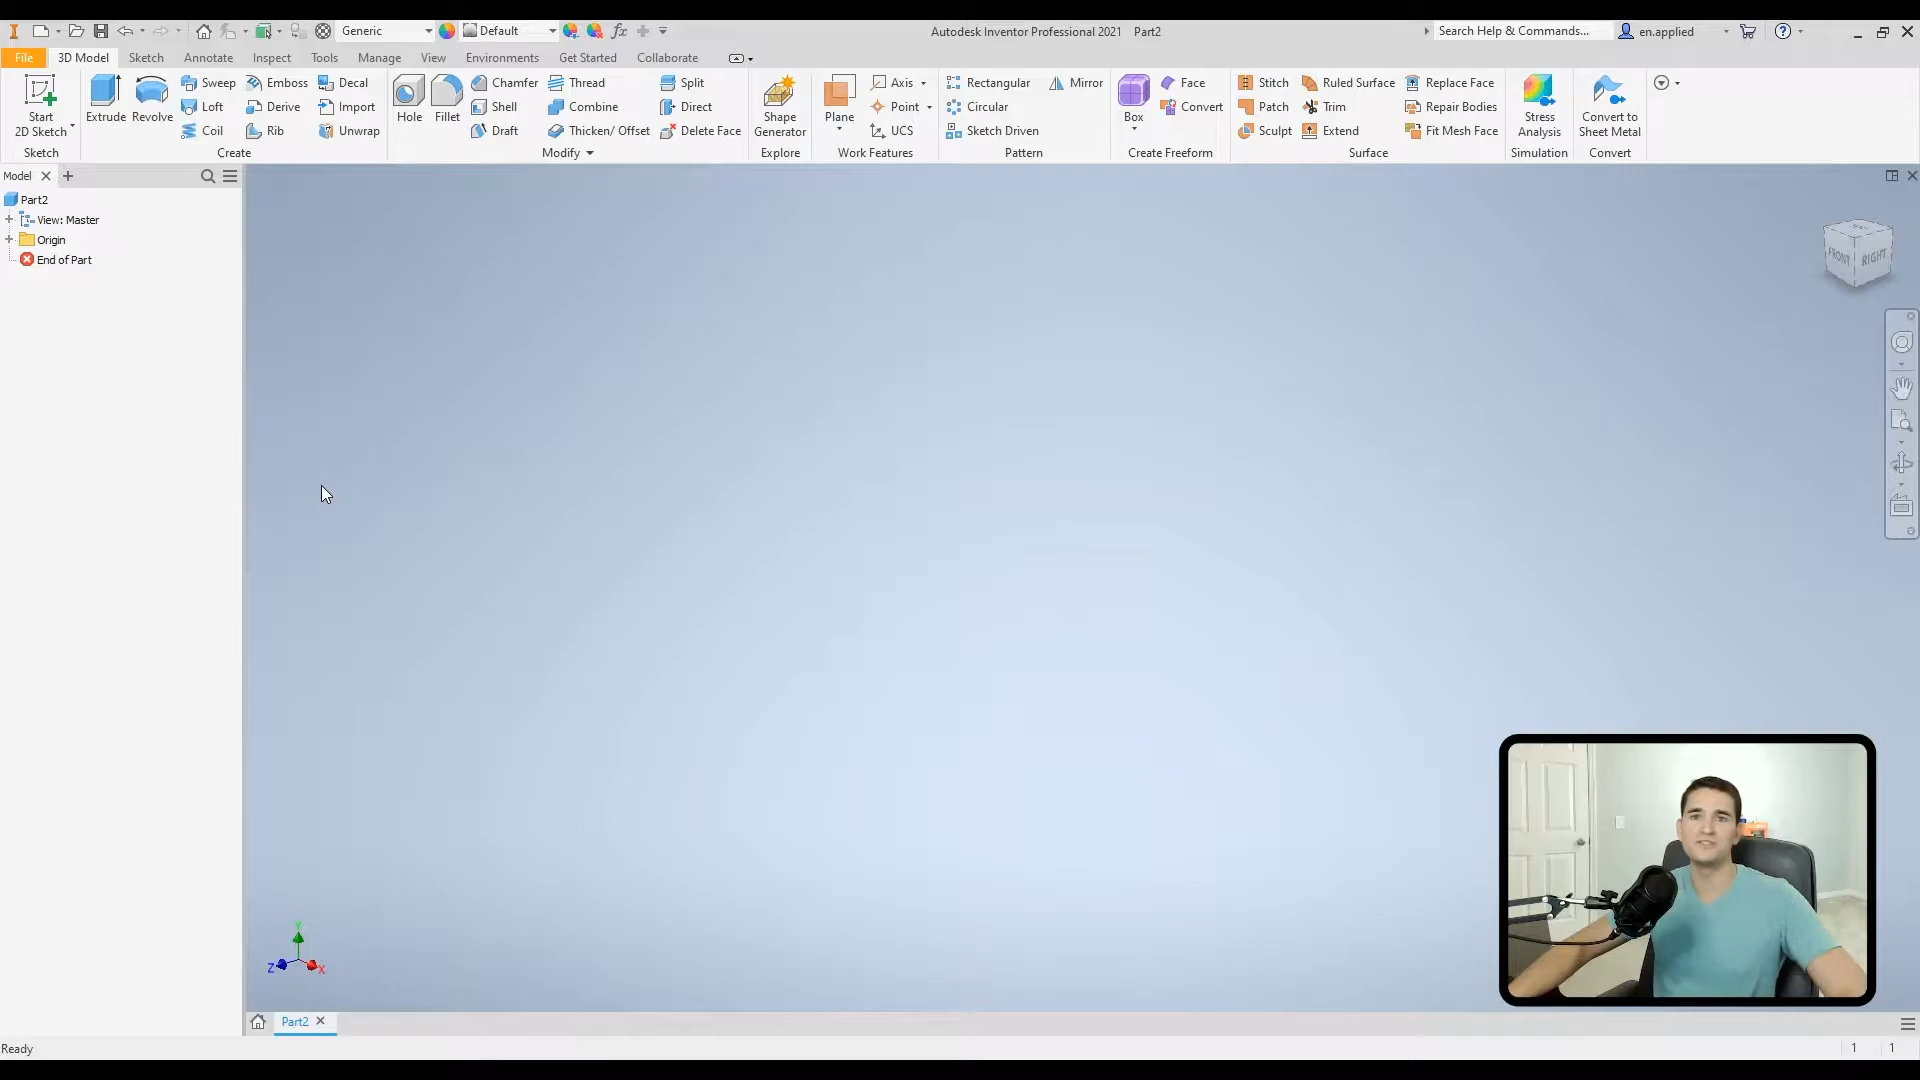 Generic Default Autodesk Inventor Professional 2021 Part2 Search Help & Commands... en.applied
File 3D Model Sketch Annotate Inspect Tools Manage View Environments Get Started Collaborate
Start 2D Sketch
Sketch
Extrude Revolve
Sweep Emboss Decal
Loft Derive Import
Coil Rib Unwrap
Create
Hole Fillet
Chamfer Thread Split
Shell Combine Direct
Draft Thicken/ Offset Delete Face
Modify
Shape Generator
Explore
Plane
Axis
Point
UCS
Work Features
Rectangular Mirror
Circular
Sketch Driven
Pattern
Box
Face
Convert
Create Freeform
Stitch Ruled Surface Replace Face
Patch Trim Repair Bodies
Sculpt Extend Fit Mesh Face
Surface
Stress Analysis
Simulation
Convert to Sheet Metal
Convert
Model
Part2
View: Master
Origin
End of Part
FRONT RIGHT
Y
Z X
Part2
Ready 1 1